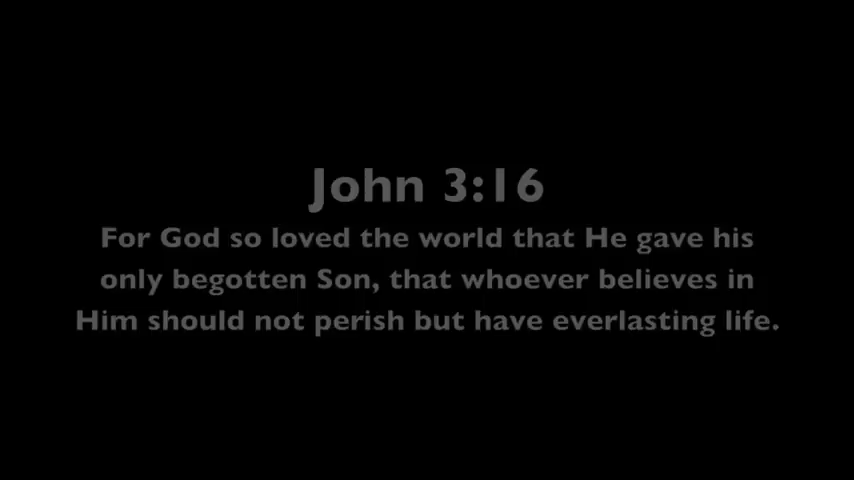 John 3:16
For God so loved the world that He gave his
only begotten Son, that whoever believes in
Him should not perish but have everlasting life.